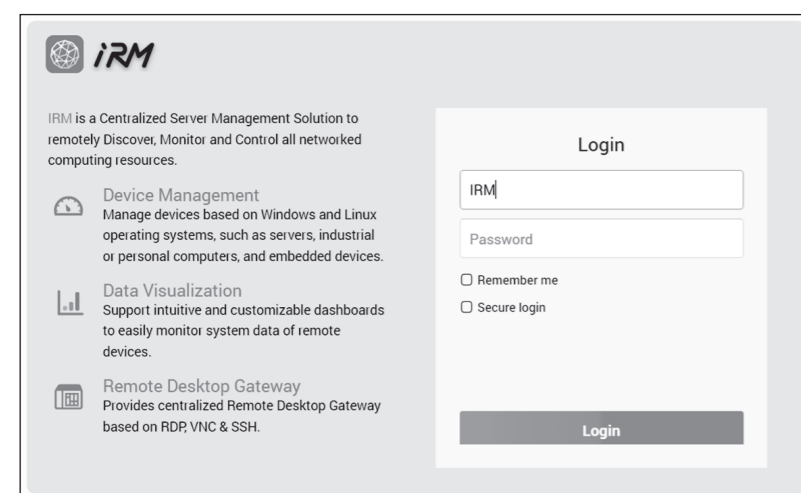 iRM
IRM is a Centralized Server Management Solution to
remotely Discover, Monitor and Control all networked
computing resources.
Device Management
Manage devices based on Windows and Linux
operating systems, such as servers, industrial
or personal computers, and embedded devices.
Data Visualization
Support intuitive and customizable dashboards
to easily monitor system data of remote
devices.
Remote Desktop Gateway
Provides centralized Remote Desktop Gateway
based on RDP, VNC & SSH.
Login
IRM
Password
Remember me
Secure login
Login